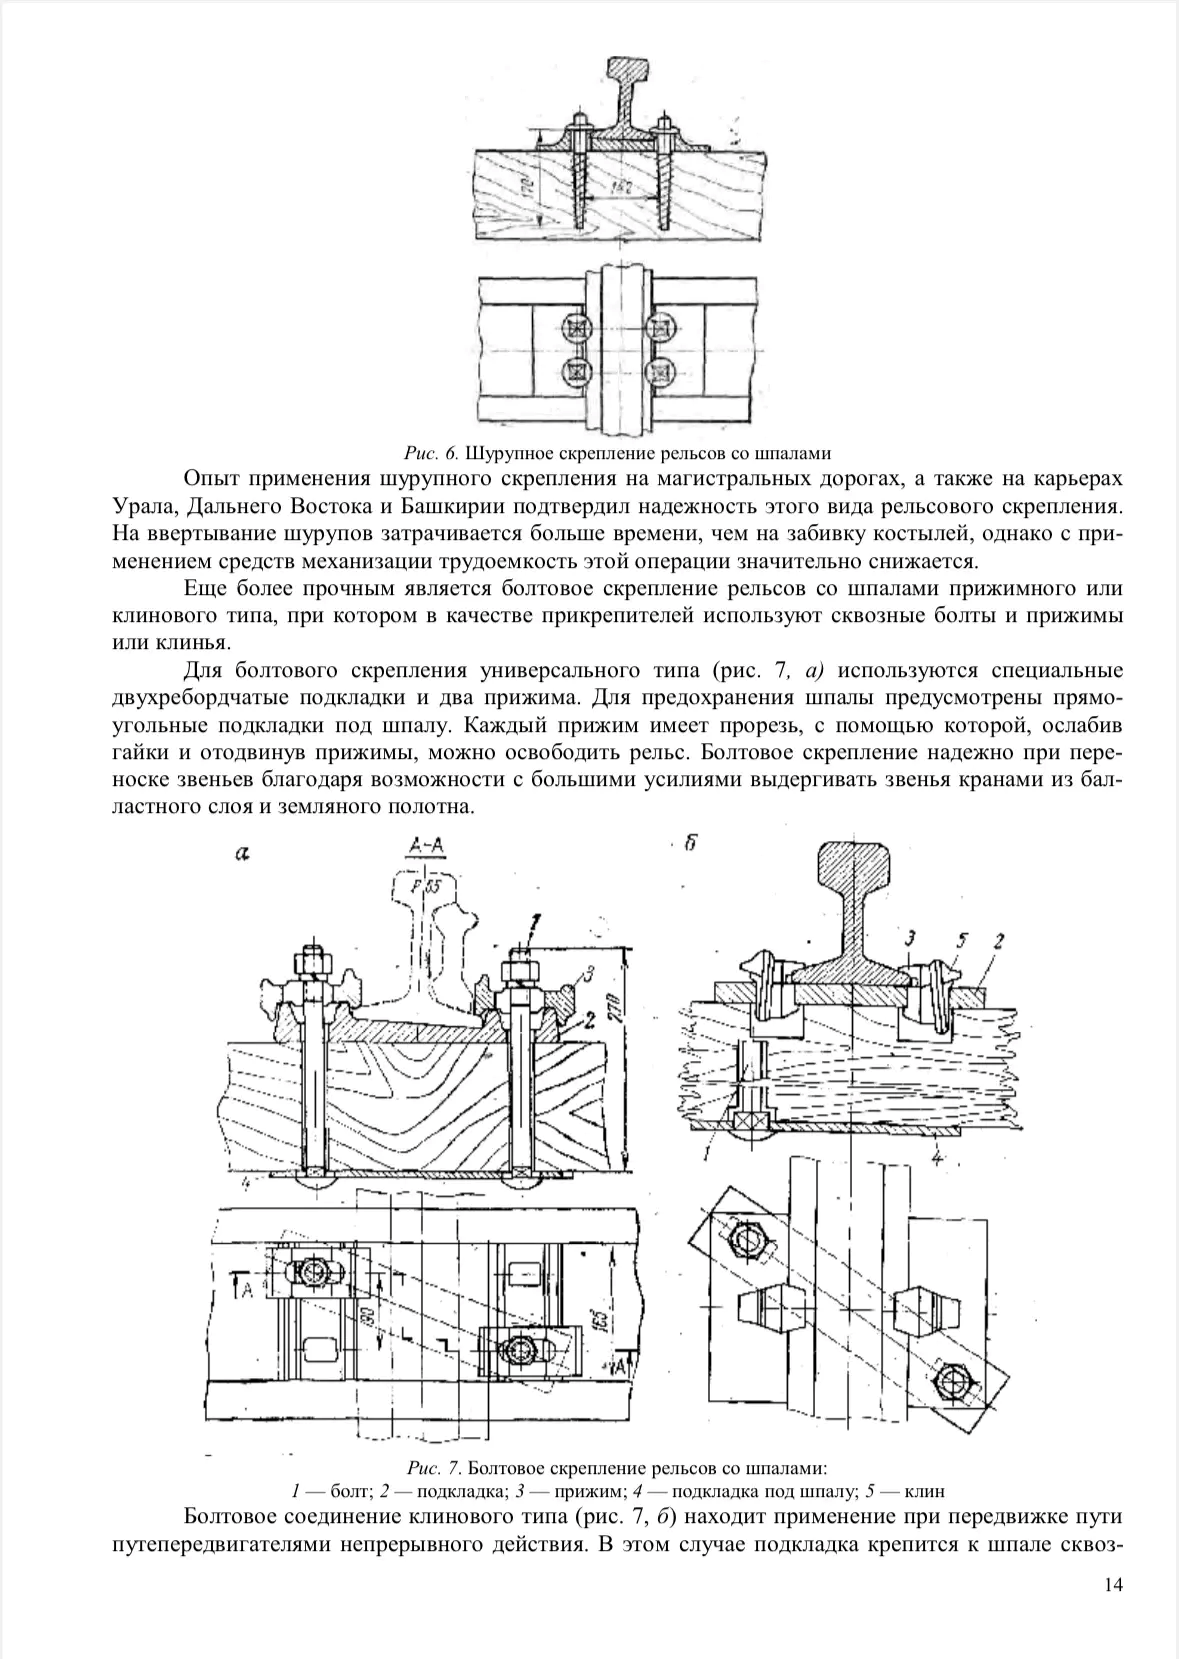 170
142
Рис. 6. Шурупное скрепление рельсов со шпалами
Опыт применения шурупного скрепления на магистральных дорогах, а также на карьерах
Урала, Дальнего Востока и Башкирии подтвердил надежность этого вида рельсового скрепления.
На ввертывание шурупов затрачивается больше времени, чем на забивку костылей, однако с при-
менением средств механизации трудоемкость этой операции значительно снижается.
Еще более прочным является болтовое скрепление рельсов со шпалами прижимного или
клинового типа, при котором в качестве прикрепителей используют сквозные болты и прижимы
или клинья.
Для болтового скрепления универсального типа (рис. 7, а) используются специальные
двухребордчатые подкладки и два прижима. Для предохранения шпалы предусмотрены прямо-
угольные подкладки под шпалу. Каждый прижим имеет прорезь, с помощью которой, ослабив
гайки и отодвинув прижимы, можно освободить рельс. Болтовое скрепление надежно при пере-
носке звеньев благодаря возможности с большими усилиями выдергивать звенья кранами из бал-
ластного слоя и земляного полотна.
а
А-А
б
Р 65
1
3
2
270
4
3 5 2
1
4
А
190
165
А
Рис. 7. Болтовое скрепление рельсов со шпалами:
1 — болт; 2 — подкладка; 3 — прижим; 4 — подкладка под шпалу; 5 — клин
Болтовое соединение клинового типа (рис. 7, б) находит применение при передвижке пути
путепередвигателями непрерывного действия. В этом случае подкладка крепится к шпале сквоз-
14